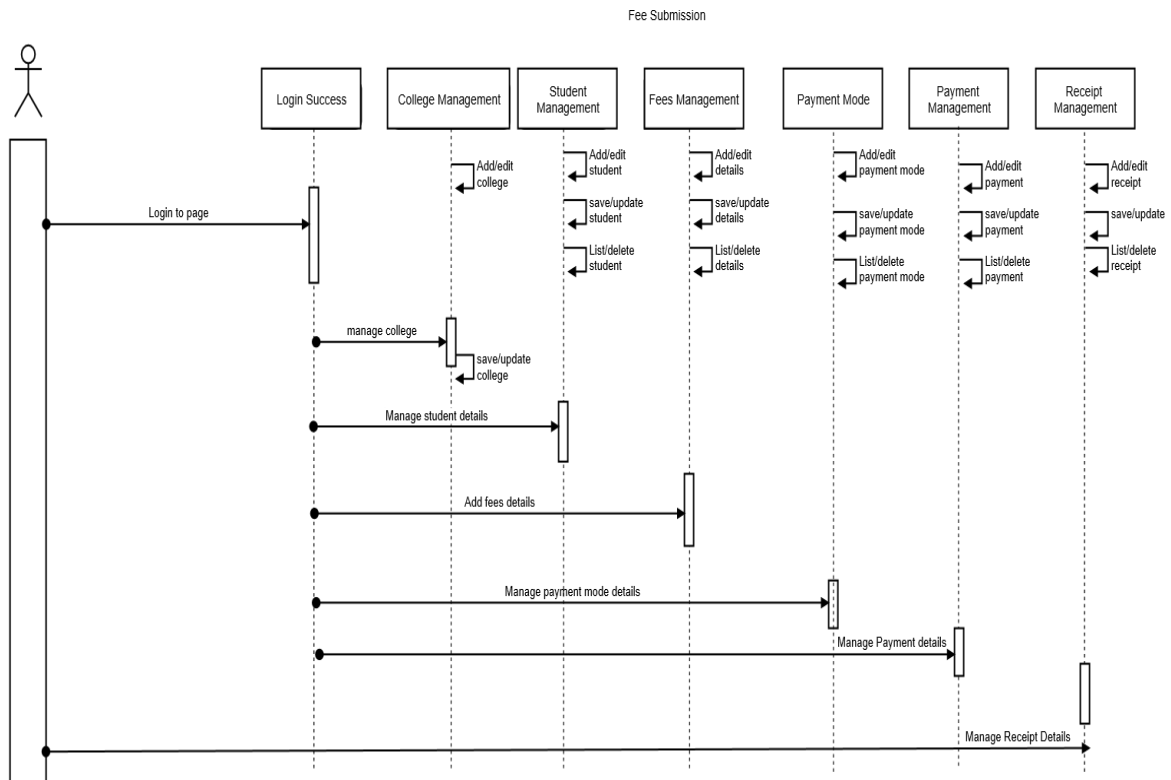 Fee Submission
Login Success
College Management
Student
Management
Fees Management
Payment Mode
Payment
Management
Receipt
Management
Add/edit
college
Add/edit
student
Add/edit
details
Add/edit
payment mode
Add/edit
payment
Add/edit
receipt
Login to page
save/update
student
save/update
details
save/update
payment mode
save/update
payment
save/update
List/delete
student
List/delete
details
List/delete
payment mode
List/delete
payment
List/delete
receipt
manage college
save/update
college
Manage student details
Add fees details
Manage payment mode details
Manage Payment details
Manage Receipt Details